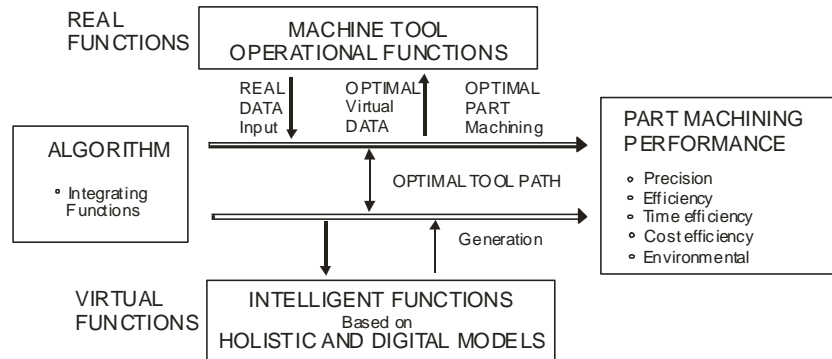 REAL
FUNCTIONS
MACHINE TOOL
OPERATIONAL FUNCTIONS
REAL
DATA
Input
OPTIMAL
Virtual
DATA
OPTIMAL
PART
Machining
ALGORITHM
Integrating
Functions
OPTIMAL TOOL PATH
Generation
PART MACHINING
PERFORMANCE
Precision
Efficiency
Time efficiency
Cost efficiency
Environmental
VIRTUAL
FUNCTIONS
INTELLIGENT FUNCTIONS
Based on
HOLISTIC AND DIGITAL MODELS